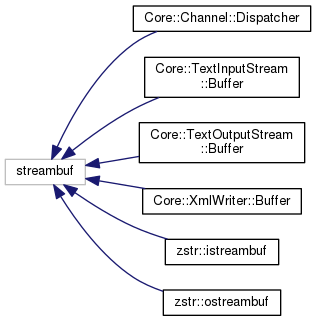 Core::Channel::Dispatcher
Core::TextInputStream
::Buffer
Core::TextOutputStream
::Buffer
streambuf
Core::XmlWriter::Buffer
zstr::istreambuf
zstr::ostreambuf